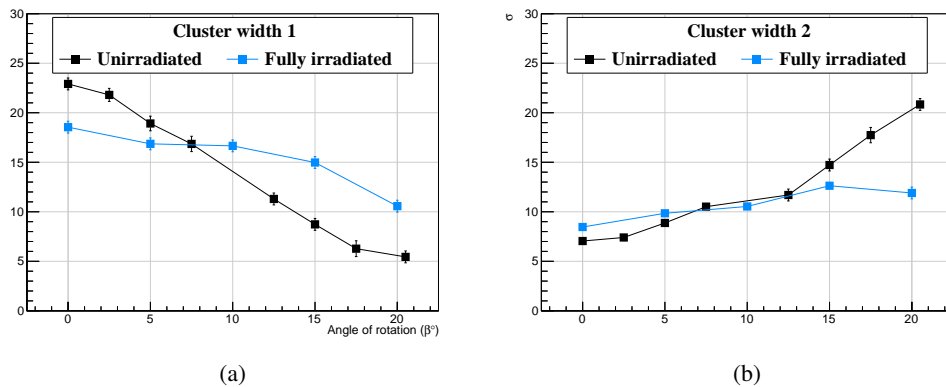 Cluster width 1
Unirradiated Fully irradiated
30
25
20
15
10
5
0
0 5 10 15 20
Angle of rotation (β°)
(a)
σ
Cluster width 2
Unirradiated Fully irradiated
30
25
20
15
10
5
0
0 5 10 15 20
(b)